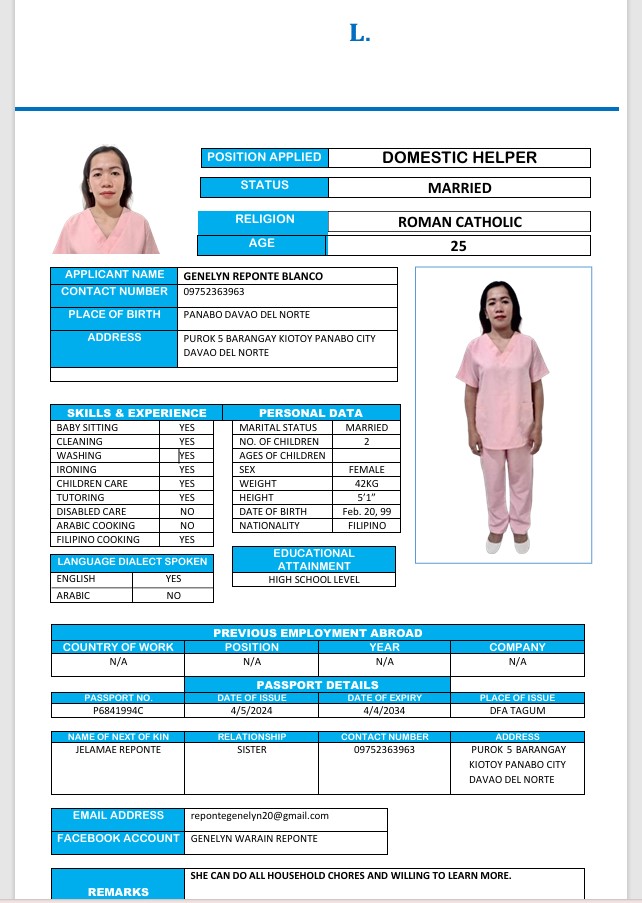 L.
POSITION APPLIED DOMESTIC HELPER
STATUS MARRIED
RELIGION ROMAN CATHOLIC
AGE 25
APPLICANT NAME GENELYN REPONTE BLANCO
CONTACT NUMBER 09752363963
PLACE OF BIRTH PANABO DAVAO DEL NORTE
ADDRESS PUROK 5 BARANGAY KIOTOY PANABO CITY
DAVAO DEL NORTE
SKILLS & EXPERIENCE PERSONAL DATA
BABY SITTING YES MARITAL STATUS MARRIED
CLEANING YES NO. OF CHILDREN 2
WASHING YES AGES OF CHILDREN
IRONING YES SEX FEMALE
CHILDREN CARE YES WEIGHT 42KG
TUTORING YES HEIGHT 5’1”
DISABLED CARE NO DATE OF BIRTH Feb. 20, 99
ARABIC COOKING NO NATIONALITY FILIPINO
FILIPINO COOKING YES
EDUCATIONAL
ATTAINMENT
HIGH SCHOOL LEVEL
LANGUAGE DIALECT SPOKEN
ENGLISH YES
ARABIC NO
PREVIOUS EMPLOYMENT ABROAD
COUNTRY OF WORK POSITION YEAR COMPANY
N/A N/A N/A N/A
PASSPORT DETAILS
PASSPORT NO. DATE OF ISSUE DATE OF EXPIRY PLACE OF ISSUE
P6841994C 4/5/2024 4/4/2034 DFA TAGUM
NAME OF NEXT OF KIN RELATIONSHIP CONTACT NUMBER ADDRESS
JELAMAE REPONTE SISTER 09752363963 PUROK 5 BARANGAY
KIOTOY PANABO CITY
DAVAO DEL NORTE
EMAIL ADDRESS repontegenelyn20@gmail.com
FACEBOOK ACCOUNT GENELYN WARAIN REPONTE
SHE CAN DO ALL HOUSEHOLD CHORES AND WILLING TO LEARN MORE.
REMARKS